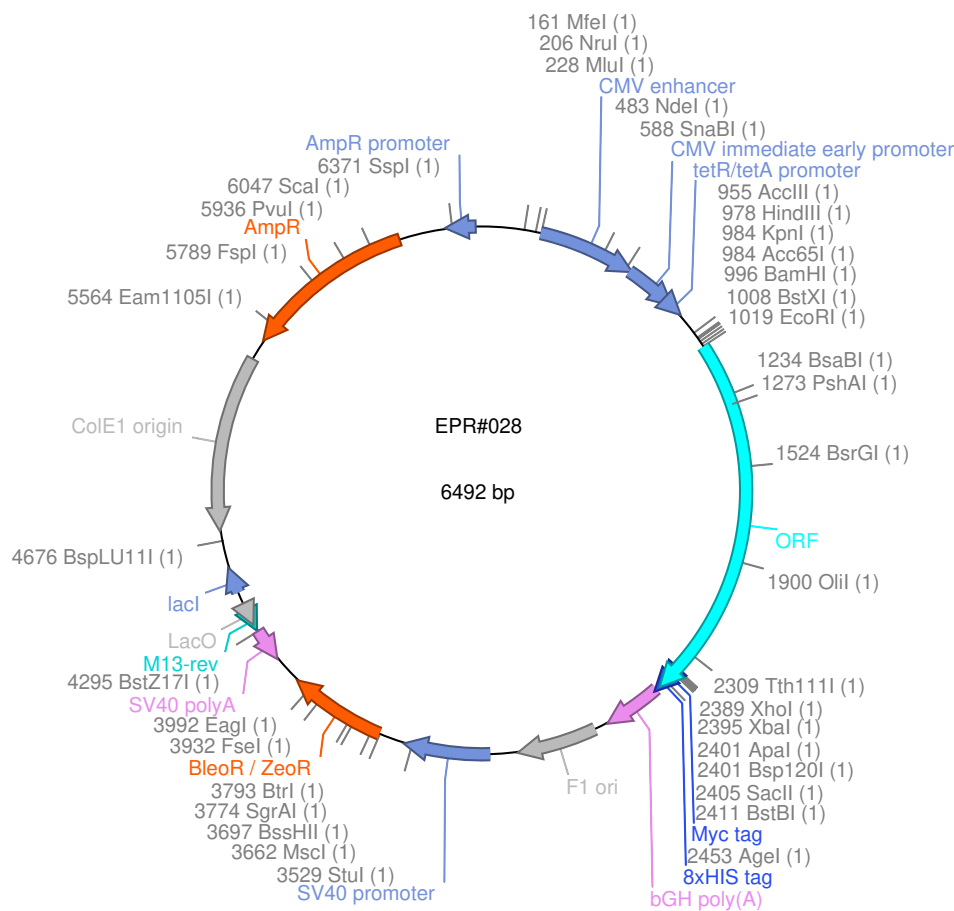 161 MfeI (1)
206 NruI (1)
228 MluI (1)
CMV enhancer
483 NdeI (1)
588 SnaBI (1)
CMV immediate early promoter
tetR/tetA promoter
955 AccIII (1)
978 HindIII (1)
984 KpnI (1)
984 Acc65I (1)
996 BamHI (1)
1008 BstXI (1)
1019 EcoRI (1)
1234 BsaBI (1)
1273 PshAI (1)
1524 BsrGI (1)
ORF
1900 OliI (1)
2309 Tth111I (1)
2389 XhoI (1)
2395 XbaI (1)
2401 ApaI (1)
2401 Bsp120I (1)
2405 SacII (1)
2411 BstBI (1)
Myc tag
2453 AgeI (1)
8xHIS tag
bGH poly(A)
F1 ori
SV40 promoter
3529 StuI (1)
3662 MscI (1)
3697 BssHII (1)
3774 SgrAI (1)
3793 BtrI (1)
BleoR / ZeoR
3932 FseI (1)
3992 EagI (1)
SV40 polyA
4295 BstZ17I (1)
M13-rev
LacO
lacI
4676 BspLU11I (1)
ColE1 origin
5564 Eam1105I (1)
5789 FspI (1)
AmpR
5936 PvuI (1)
6047 ScaI (1)
6371 SspI (1)
AmpR promoter
EPR#028
6492 bp